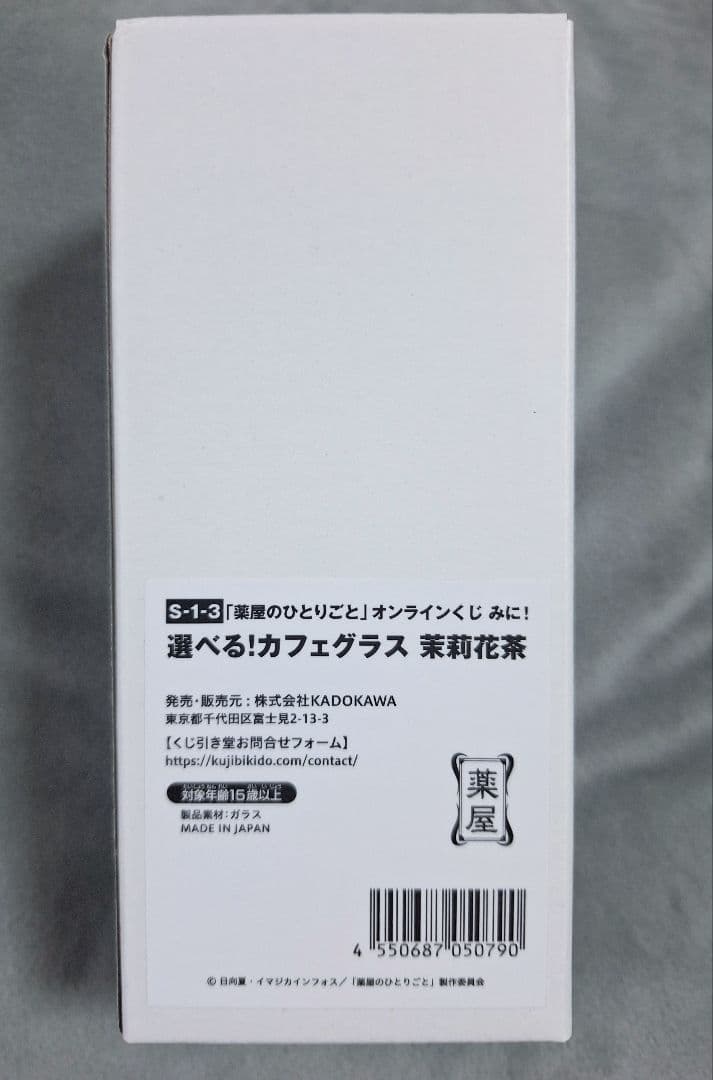 S-1-3「薬屋のひとりごと」オンラインくじ みに!
選べる!カフェグラス 茉莉花茶
発売・販売元:株式会社KADOKAWA
東京都千代田区富士見2-13-3
【くじ引き堂お問合せフォーム】
https://kujibikido.com/contact/
対象年齢15歳以上
製品素材:ガラス
MADE IN JAPAN
薬屋
4 550687 050790
© 日向夏・イマジカインフォス/「薬屋のひとりごと」製作委員会